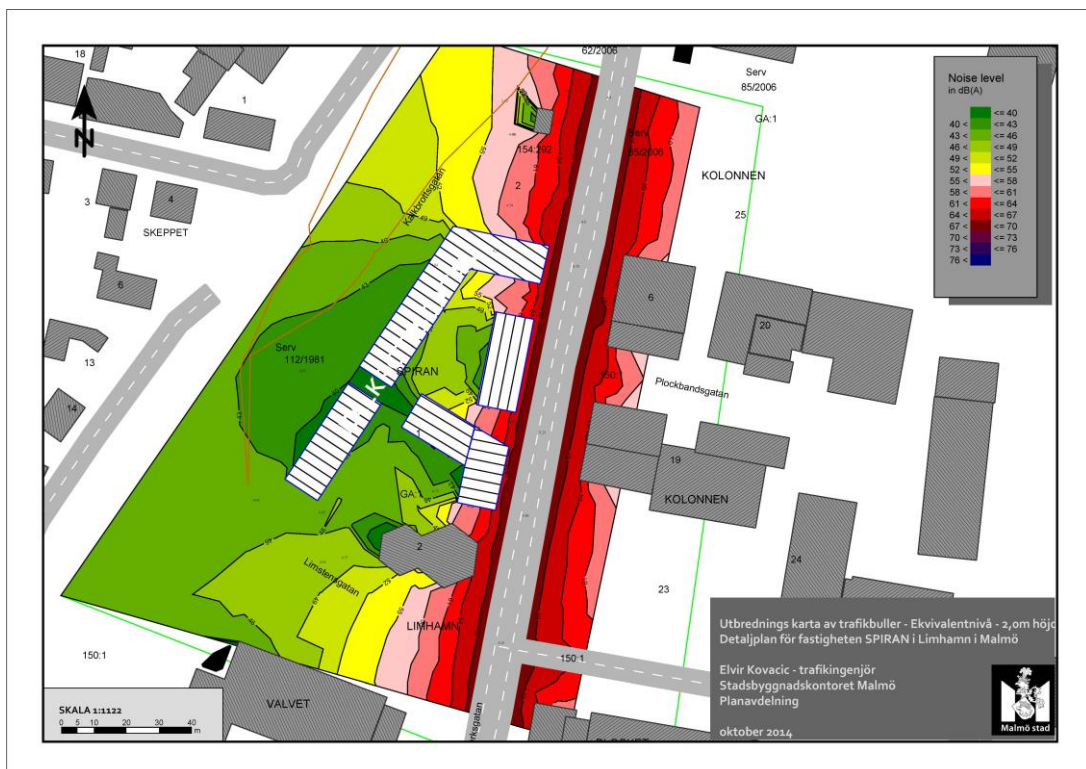 62/2006
18
Serv
85/2006
GA:1
1
N
Serv
85/2006
154:292
KOLONNEN
2
Kalkbrottsgatan
25
3
4
SKEPPET
49
6
6
43
20
Serv
112/1981
SPIRAN
13
150:1
Plockbandsgatan
K
14
1
19
KOLONNEN
GA:
2
24
Limstensgatan
23
LIMHAMN
150:1
150:1
VALVET
Noise level
in dB(A)
<= 40
40 < <= 43
43 < <= 46
46 < <= 49
49 < <= 52
52 < <= 55
55 < <= 58
58 < <= 61
61 < <= 64
64 < <= 67
67 < <= 70
70 < <= 73
73 < <= 76
76 <
SKALA 1:1122
0 5 10 20 30 40
m
Utbrednings karta av trafikbuller - Ekvivalentnivå - 2,om höjd
Detaljplan för fastigheten SPIRAN i Limhamn i Malmö
Elvir Kovacic - trafikingenjör
Stadsbyggnadskontoret Malmö
Planavdelning
oktober 2014
Malmö stad